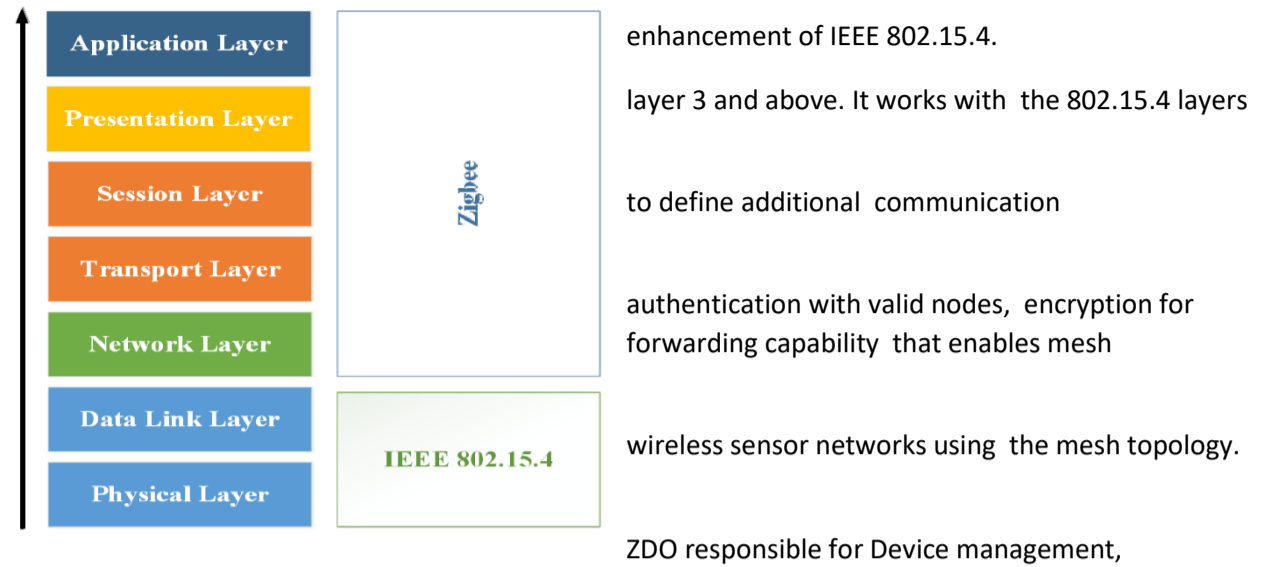 Application Layer
Presentation Layer
Session Layer
Transport Layer
Network Layer
Data Link Layer
Physical Layer
Zigbee
IEEE 802.15.4
enhancement of IEEE 802.15.4.
layer 3 and above. It works with the 802.15.4 layers
to define additional communication
authentication with valid nodes, encryption for
forwarding capability that enables mesh
wireless sensor networks using the mesh topology.
ZDO responsible for Device management,